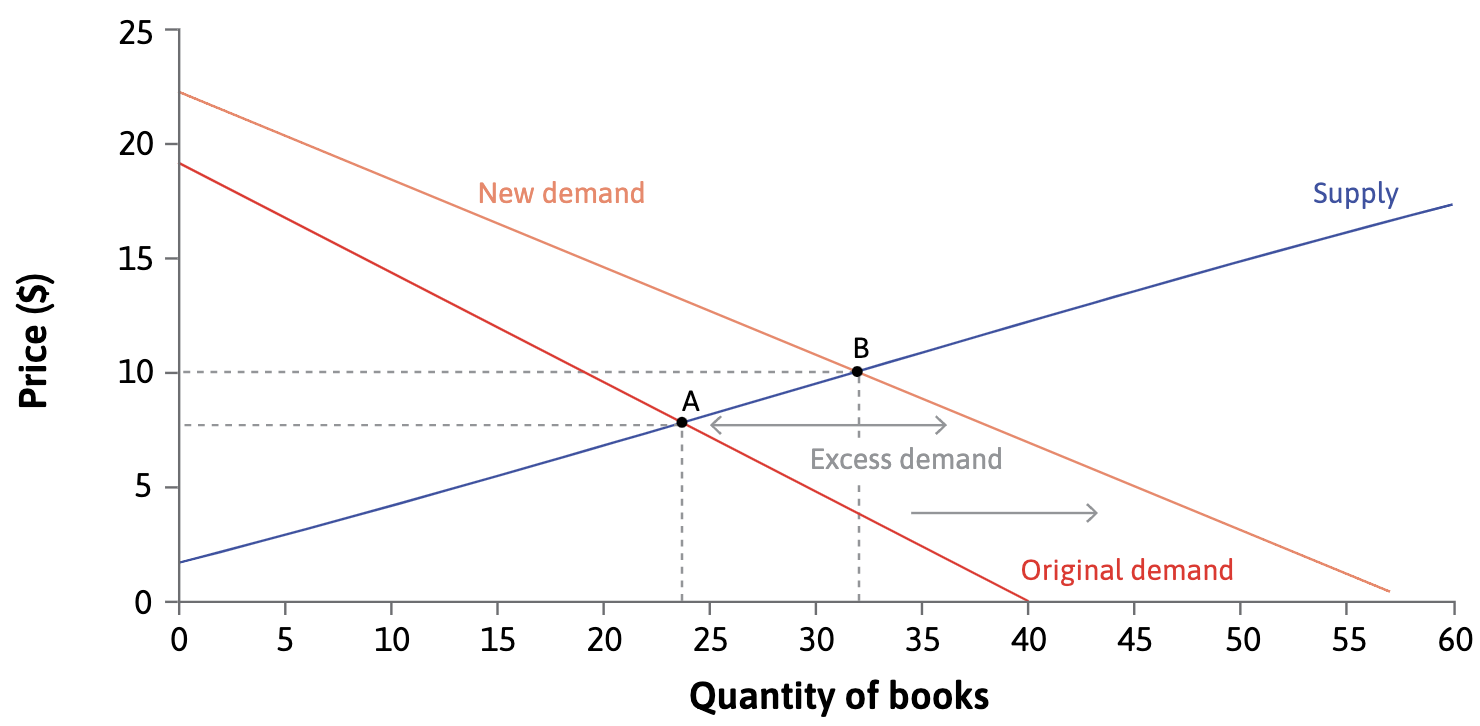 25
20
15
10
5
0
Price ($)
New demand
Supply
B
A
Excess demand
Original demand
0 5 10 15 20 25 30 35 40 45 50 55 60
Quantity of books